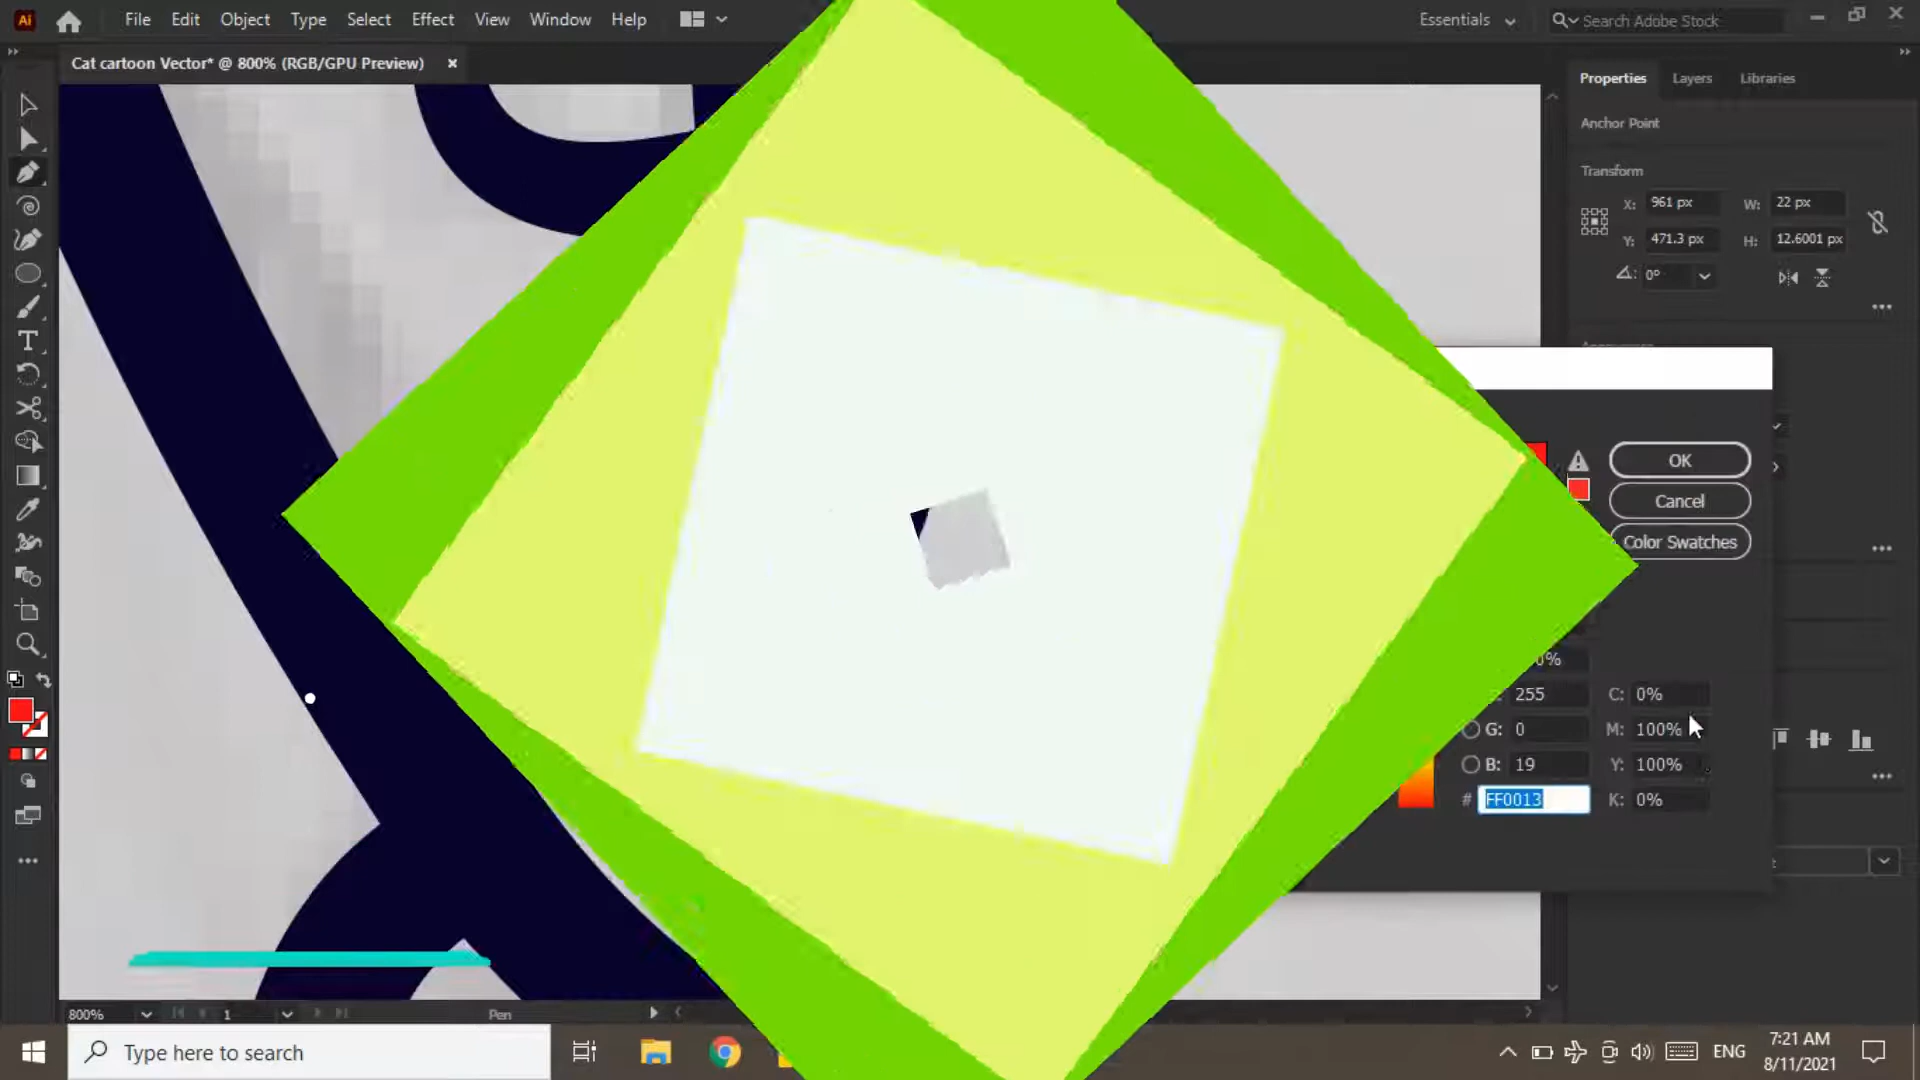 Ai File Edit Object Type Select Effect View Window Help Essentials Search Adobe Stock
Cat cartoon Vector* @ 800% (RGB/GPU Preview) ×
Properties Layers Libraries
Anchor Point
Transform
X: 961 px W: 22 px
Y: 471.3 px H: 12.6001 px
0°
OK
Cancel
Color Swatches
0%
255 C: 0%
G: 0 M: 100%
B: 19 Y: 100%
# FF0013 K: 0%
800% 1 Pen
Type here to search
ENG
7:21 AM
8/11/2021